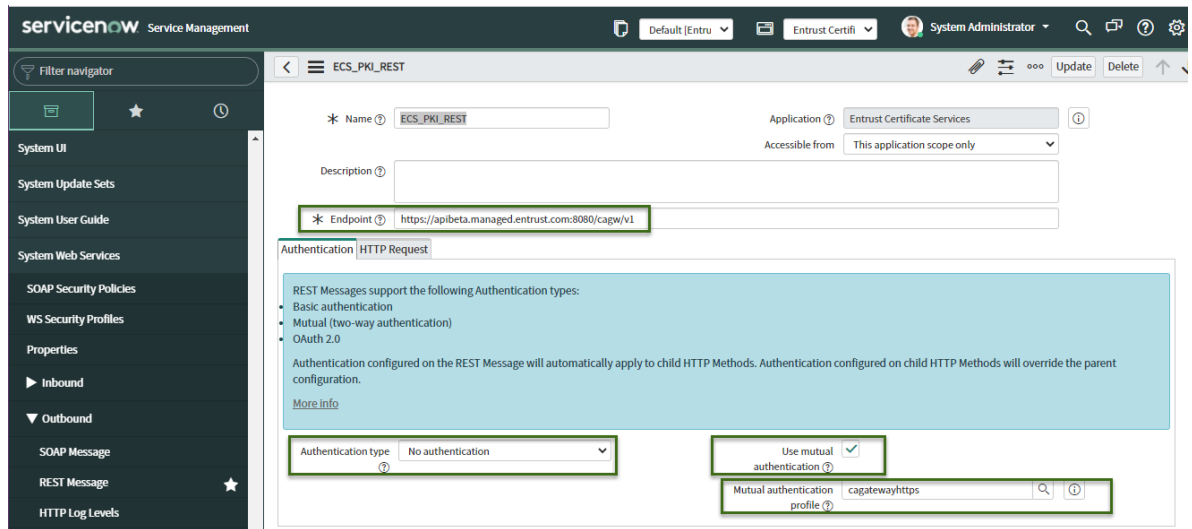 servicenow Service Management
Default [Entru
Entrust Certifi
System Administrator
Filter navigator
ECS_PKI_REST
Update
Delete
System UI
System Update Sets
System User Guide
System Web Services
SOAP Security Policies
WS Security Profiles
Properties
Inbound
Outbound
SOAP Message
REST Message
HTTP Log Levels
Name
ECS_PKI_REST
Application
Entrust Certificate Services
Accessible from
This application scope only
Description
Endpoint
https://apibeta.managed.entrust.com:8080/cagw/v1
Authentication
HTTP Request
REST Messages support the following Authentication types:
Basic authentication
Mutual (two-way authentication)
OAuth 2.0
Authentication configured on the REST Message will automatically apply to child HTTP Methods. Authentication configured on child HTTP Methods will override the parent
configuration.
More info
Authentication type
No authentication
Use mutual
authentication
Mutual authentication
profile
cagatewayhttps